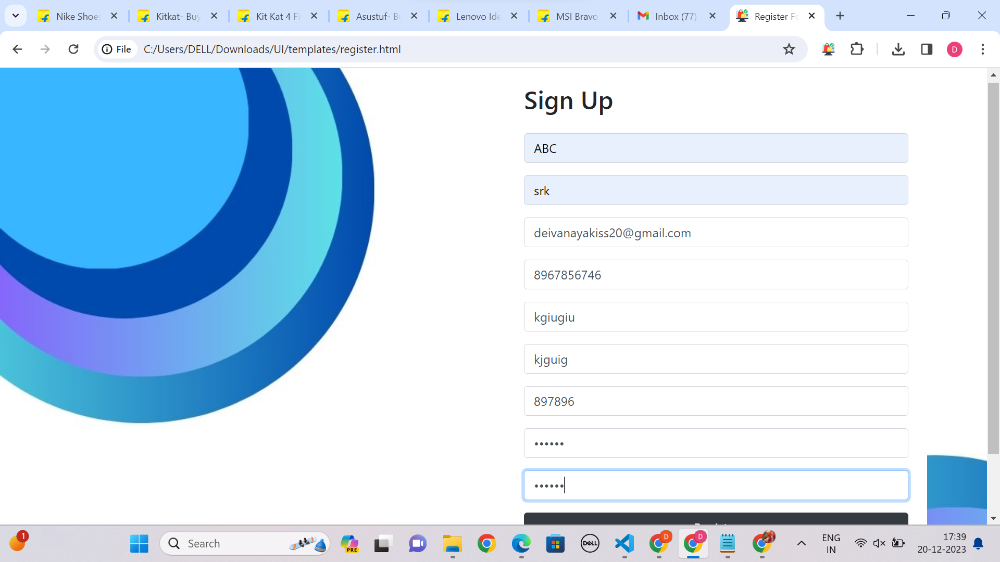 Nike Shoes
Kitkat- Buy
Kit Kat 4 Fi
Asustuf- Bu
Lenovo Ide
MSI Bravo
Inbox (77)
Register Fo
File
C:/Users/DELL/Downloads/UI/templates/register.html
D
Sign Up
ABC
srk
deivanayakiss20@gmail.com
8967856746
kgiugiu
kjguig
897896
••••••
••••••
1
Search
PRE
DELL
D
D
ENG
IN
17:39
20-12-2023